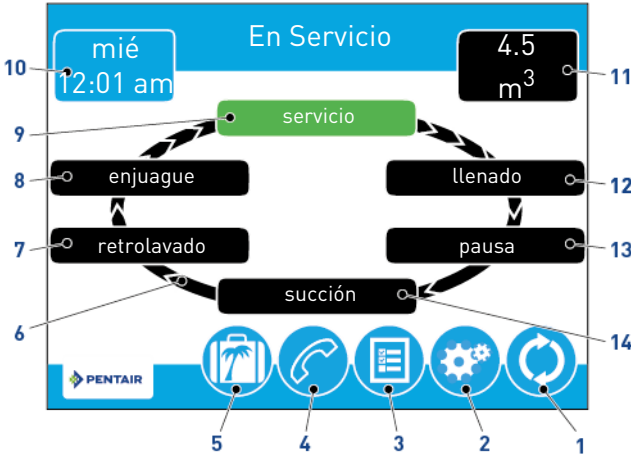 En Servicio
mié
12:01 am
4.5
m³
10
11
9
servicio
8
enjuague
llenado
12
7
retrolavado
pausa
13
6
succión
14
PENTAIR
5
4
3
2
1